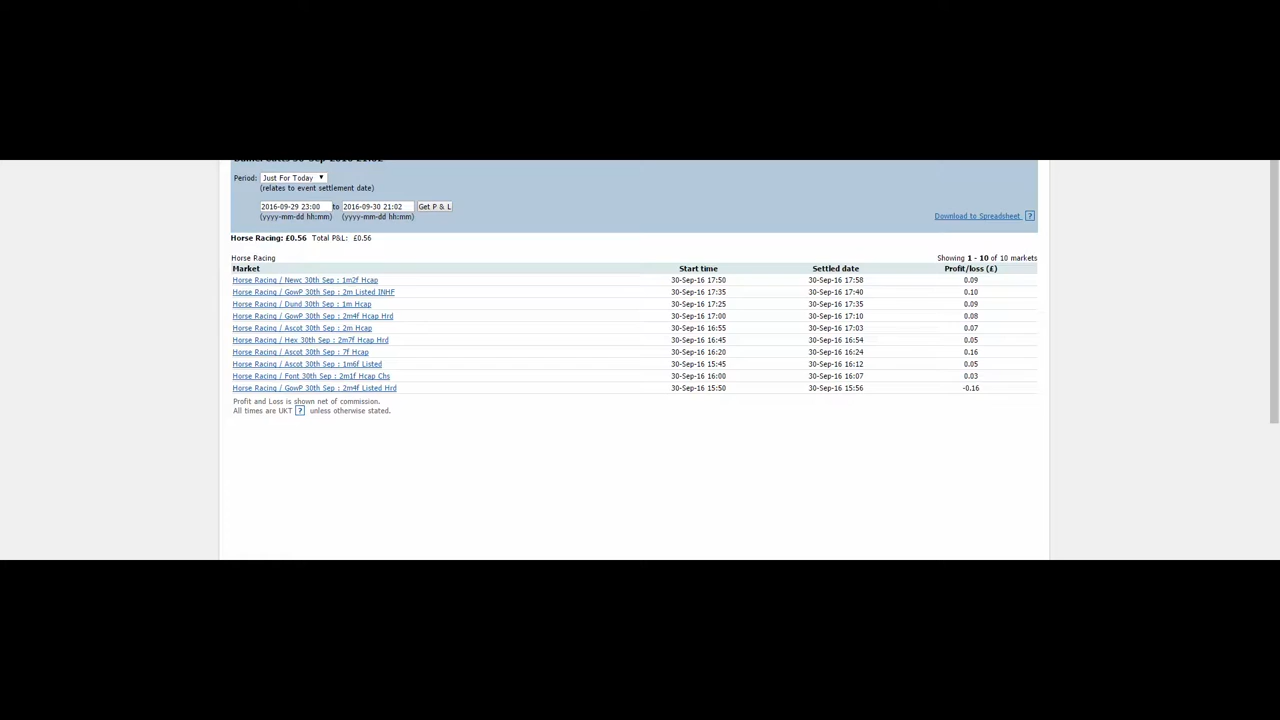 Period: Just For Today
(relates to event settlement date)
2016-09-29 23:00 to 2016-09-30 21:02 Get P & L
(yyyy-mm-dd hh:mm) (yyyy-mm-dd hh:mm)
Download to Spreadsheet ?
Horse Racing: £0.56 Total P&L: £0.56
Horse Racing Showing 1 - 10 of 10 markets
Market Start time Settled date Profit/loss (£)
Horse Racing / Newc 30th Sep : 1m2f Hcap 30-Sep-16 17:50 30-Sep-16 17:58 0.09
Horse Racing / GowP 30th Sep : 2m Listed INHF 30-Sep-16 17:35 30-Sep-16 17:40 0.10
Horse Racing / Dund 30th Sep : 1m Hcap 30-Sep-16 17:25 30-Sep-16 17:35 0.09
Horse Racing / GowP 30th Sep : 2m4f Hcap Hrd 30-Sep-16 17:00 30-Sep-16 17:10 0.08
Horse Racing / Ascot 30th Sep : 2m Hcap 30-Sep-16 16:55 30-Sep-16 17:03 0.07
Horse Racing / Hex 30th Sep : 2m7f Hcap Hrd 30-Sep-16 16:45 30-Sep-16 16:54 0.05
Horse Racing / Ascot 30th Sep : 7f Hcap 30-Sep-16 16:20 30-Sep-16 16:24 0.16
Horse Racing / Ascot 30th Sep : 1m6f Listed 30-Sep-16 15:45 30-Sep-16 16:12 0.05
Horse Racing / Font 30th Sep : 2m1f Hcap Chs 30-Sep-16 16:00 30-Sep-16 16:07 0.03
Horse Racing / GowP 30th Sep : 2m4f Listed Hrd 30-Sep-16 15:50 30-Sep-16 15:56 -0.16
Profit and Loss is shown net of commission.
All times are UKT ? unless otherwise stated.